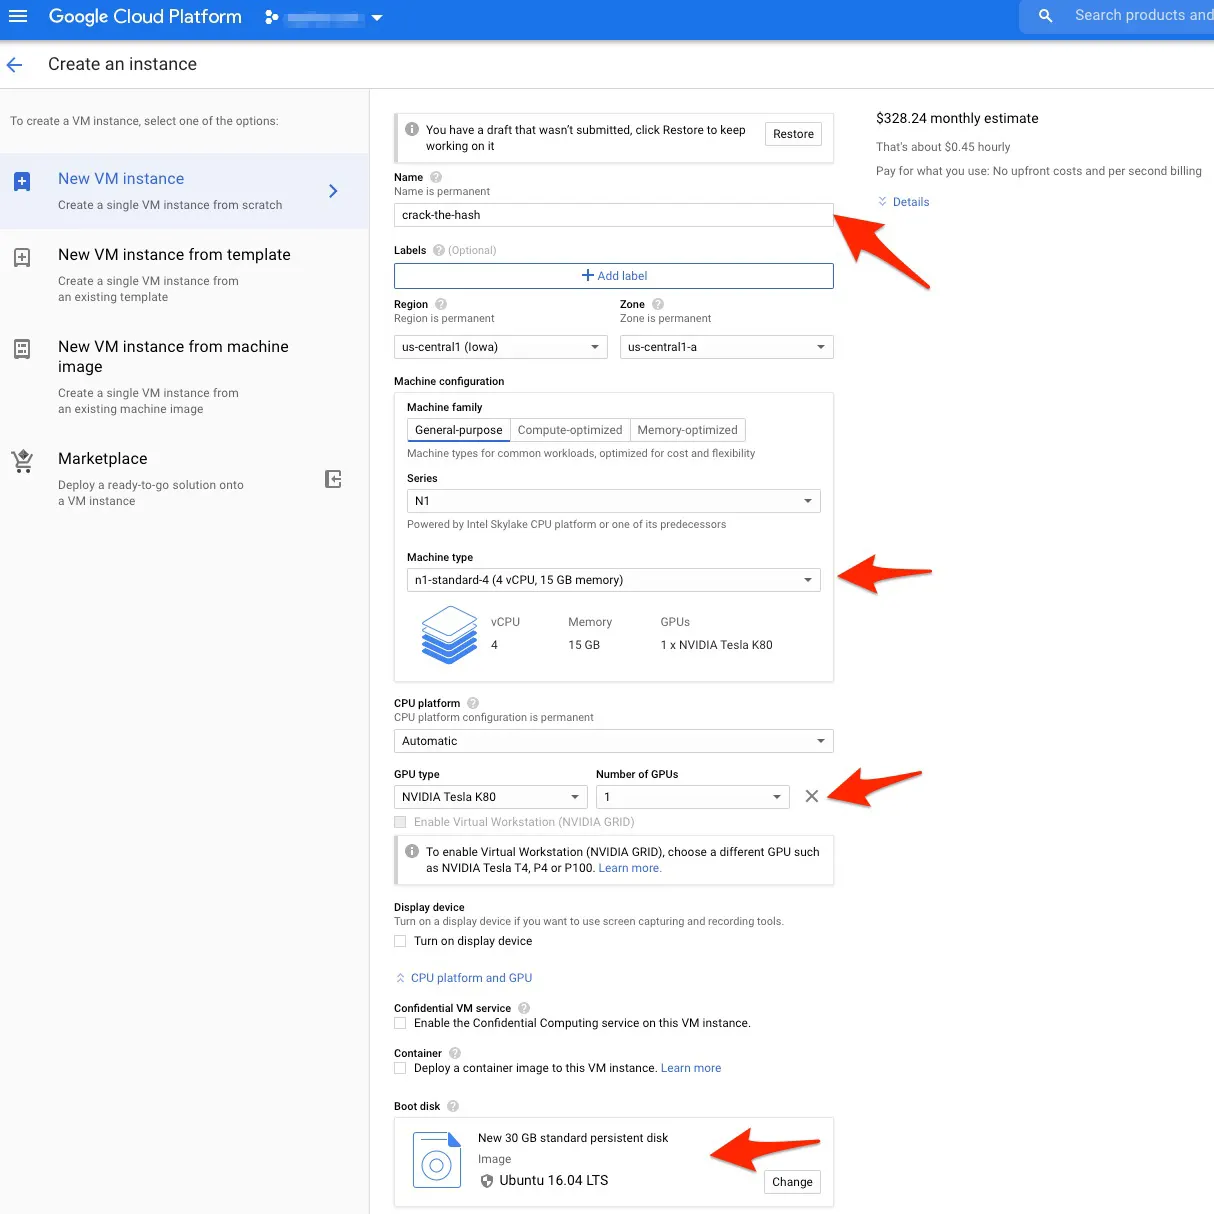 Google Cloud Platform
Search products and
Create an instance
To create a VM instance, select one of the options:
New VM instance
Create a single VM instance from scratch
New VM instance from template
Create a single VM instance from
an existing template
New VM instance from machine
image
Create a single VM instance from
an existing machine image
Marketplace
Deploy a ready-to-go solution onto
a VM instance
You have a draft that wasn't submitted, click Restore to keep
working on it
Restore
Name
Name is permanent
crack-the-hash
Labels (Optional)
Add label
Region
Region is permanent
us-central1 (Iowa)
Zone
Zone is permanent
us-central1-a
Machine configuration
Machine family
General-purpose Compute-optimized Memory-optimized
Machine types for common workloads, optimized for cost and flexibility
Series
N1
Powered by Intel Skylake CPU platform or one of its predecessors
Machine type
n1-standard-4 (4 vCPU, 15 GB memory)
vCPU Memory GPUs
4 15 GB 1 x NVIDIA Tesla K80
CPU platform
CPU platform configuration is permanent
Automatic
GPU type
NVIDIA Tesla K80
Number of GPUs
1
Enable Virtual Workstation (NVIDIA GRID)
To enable Virtual Workstation (NVIDIA GRID), choose a different GPU such
as NVIDIA Tesla T4, P4 or P100. Learn more.
Display device
Turn on a display device if you want to use screen capturing and recording tools.
Turn on display device
CPU platform and GPU
Confidential VM service
Enable the Confidential Computing service on this VM instance.
Container
Deploy a container image to this VM instance. Learn more
Boot disk
New 30 GB standard persistent disk
Image
Ubuntu 16.04 LTS
Change
$328.24 monthly estimate
That's about $0.45 hourly
Pay for what you use: No upfront costs and per second billing
Details